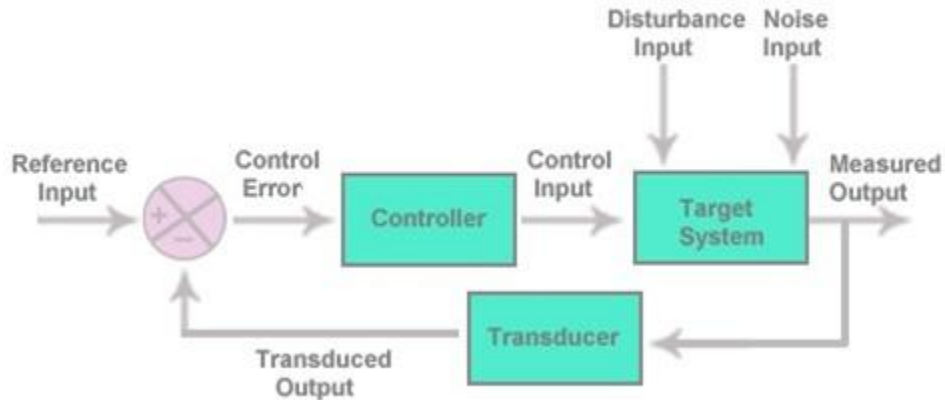 Disturbance
Input
Noise
Input
Reference
Input
Control
Error
Control
Input
Measured
Output
+
−
Controller
Target
System
Transducer
Transduced
Output